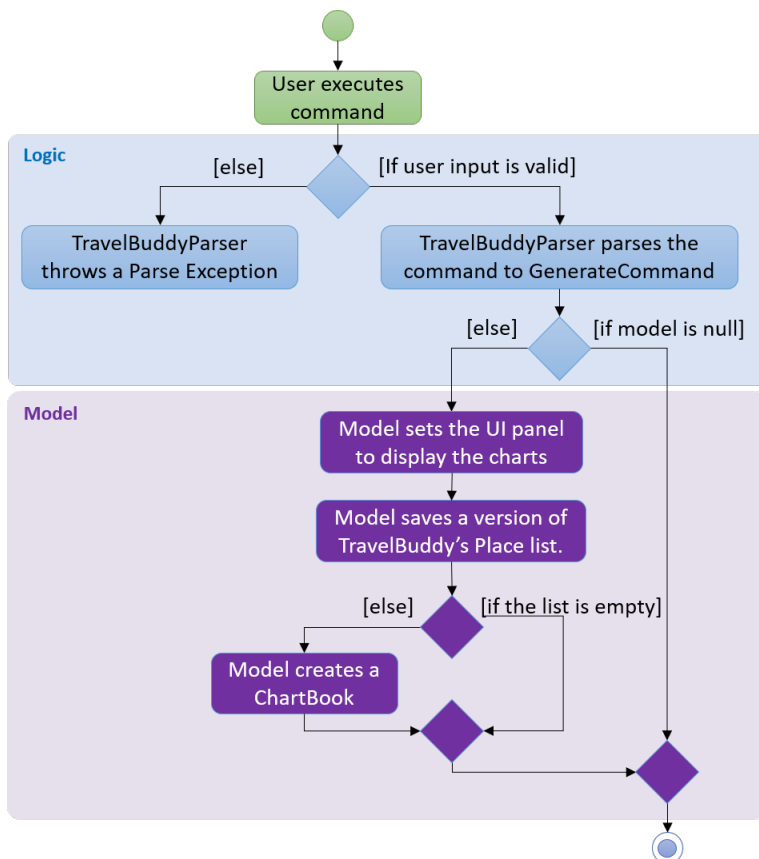 User executes
command
Logic
[else]
[If user input is valid]
TravelBuddyParser
throws a Parse Exception
TravelBuddyParser parses the
command to GenerateCommand
[else]
[if model is null]
Model
Model sets the UI panel
to display the charts
Model saves a version of
TravelBuddy’s Place list.
[else]
[if the list is empty]
Model creates a
ChartBook